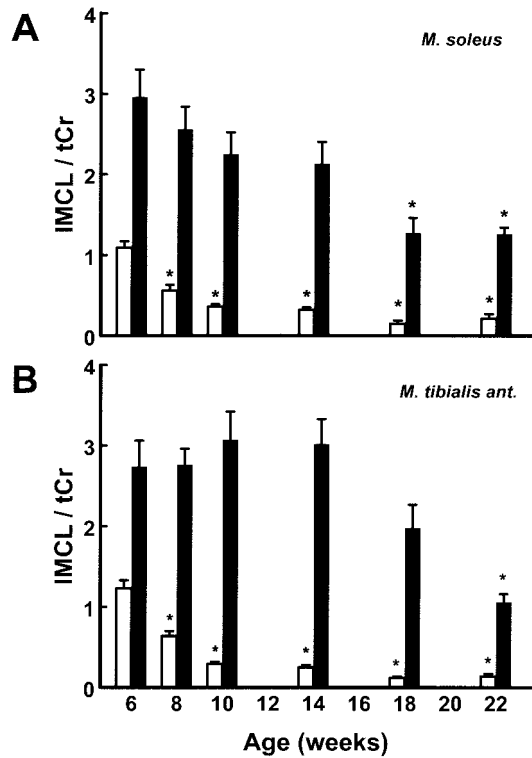 A
M. soleus
4
3
2
1
0
IMCL / tCr
* * * * * *
B
M. tibialis ant.
4
3
2
1
0
IMCL / tCr
* * * * * *
6 8 10 12 14 16 18 20 22
Age (weeks)